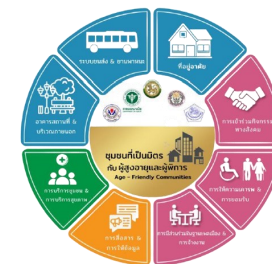 ระบบขนส่ง & ยานพาหนะ
ที่อยู่อาศัย
อาคารสถานที่ &
บริเวณภายนอก
การเข้าร่วมกิจกรรม
ทางสังคม
ชุมชนที่เป็นมิตร
กับ ผู้สูงอายุและผู้พิการ
Age - Friendly Communities
การบริการชุมชน &
การบริการสุขภาพ
การให้ความเคารพ &
การยอมรับ
การสื่อสาร &
การให้ข้อมูล
การมีส่วนร่วมในฐานะพลเมือง &
การจ้างงาน